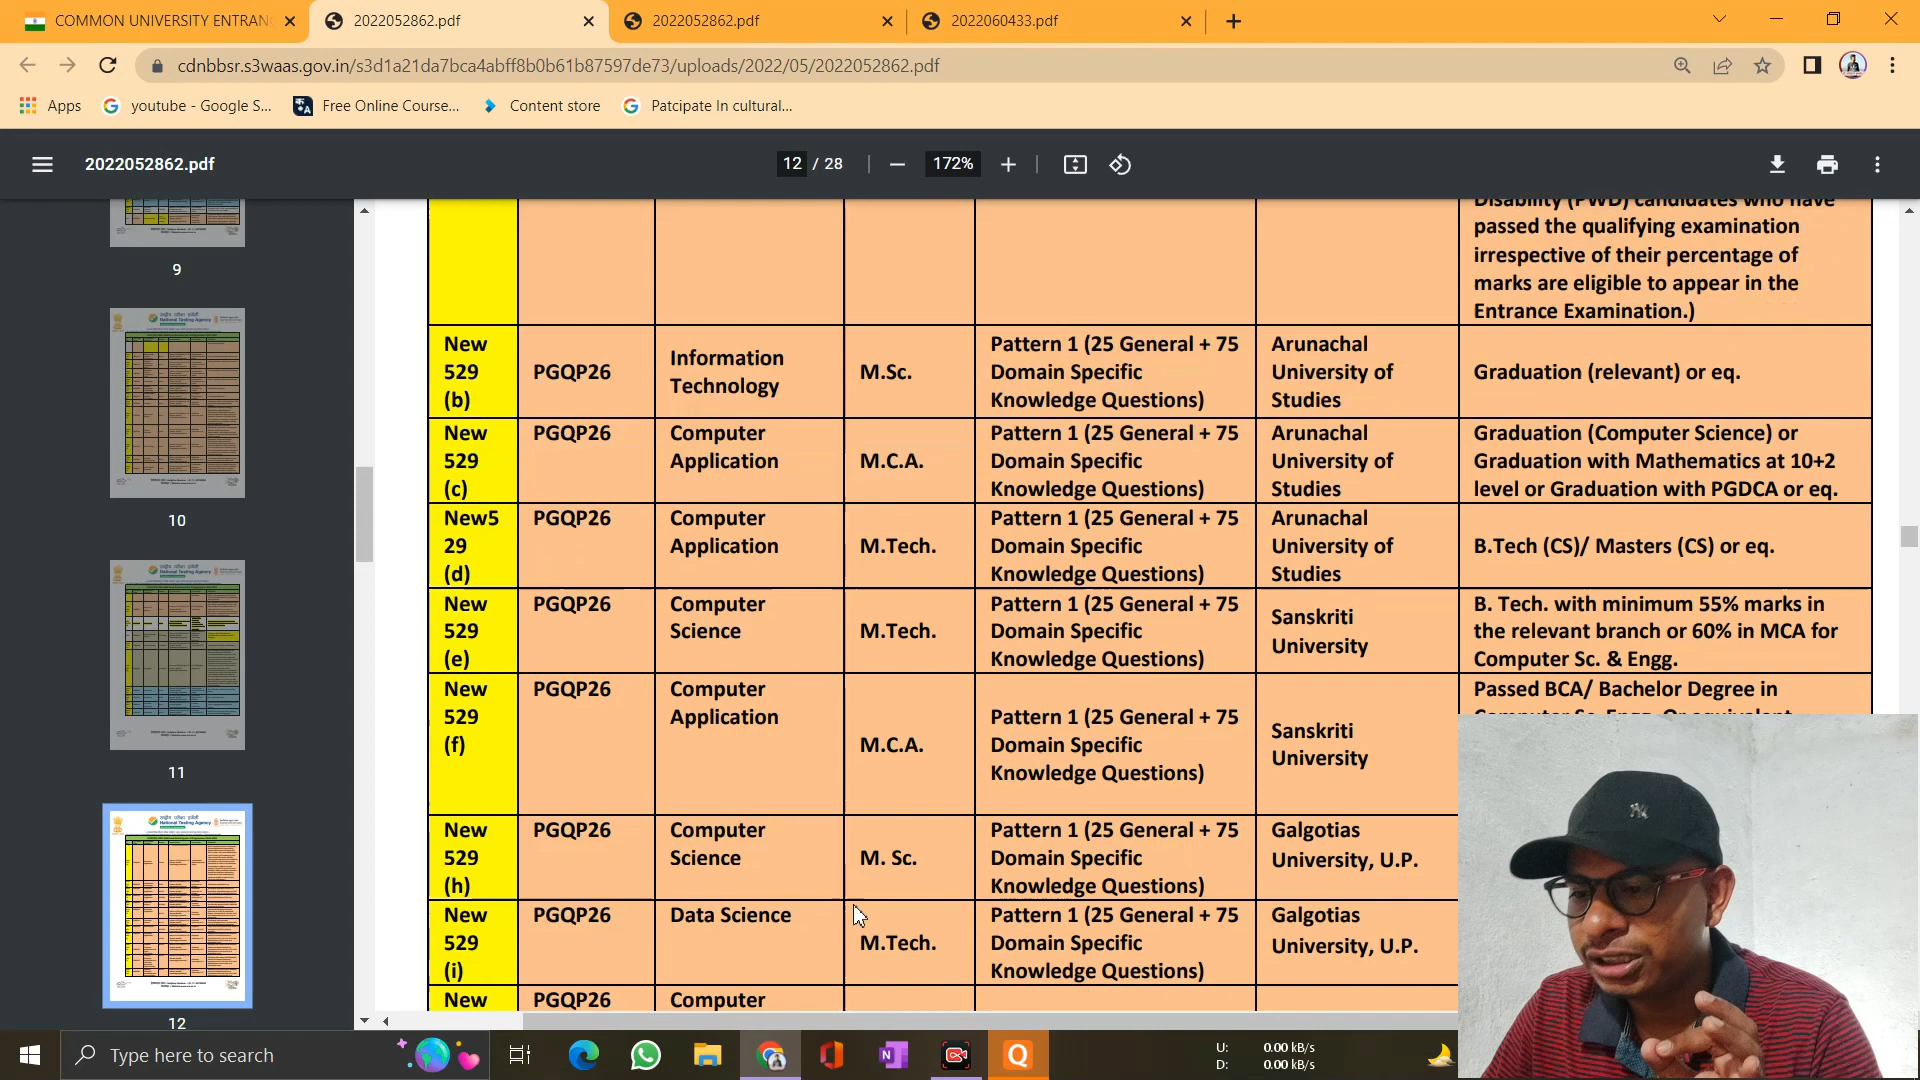 COMMON UNIVERSITY ENTRAN
2022052862.pdf
2022052862.pdf
2022060433.pdf
cdnbbsr.s3waas.gov.in/s3d1a21da7bca4abff8b0b61b87597de73/uploads/2022/05/2022052862.pdf
Apps
youtube - Google S...
Free Online Course...
Content store
Patcipate In cultural...
2022052862.pdf
12 / 28
172%
9
10
11
12
Disability (PWD) candidates who have
passed the qualifying examination
irrespective of their percentage of
marks are eligible to appear in the
Entrance Examination.)
New
529
(b)
PGQP26
Information
Technology
M.Sc.
Pattern 1 (25 General + 75
Domain Specific
Knowledge Questions)
Arunachal
University of
Studies
Graduation (relevant) or eq.
New
529
(c)
PGQP26
Computer
Application
M.C.A.
Pattern 1 (25 General + 75
Domain Specific
Knowledge Questions)
Arunachal
University of
Studies
Graduation (Computer Science) or
Graduation with Mathematics at 10+2
level or Graduation with PGDCA or eq.
New5
29
(d)
PGQP26
Computer
Application
M.Tech.
Pattern 1 (25 General + 75
Domain Specific
Knowledge Questions)
Arunachal
University of
Studies
B.Tech (CS)/ Masters (CS) or eq.
New
529
(e)
PGQP26
Computer
Science
M.Tech.
Pattern 1 (25 General + 75
Domain Specific
Knowledge Questions)
Sanskriti
University
B. Tech. with minimum 55% marks in
the relevant branch or 60% in MCA for
Computer Sc. & Engg.
New
529
(f)
PGQP26
Computer
Application
M.C.A.
Pattern 1 (25 General + 75
Domain Specific
Knowledge Questions)
Sanskriti
University
Passed BCA/ Bachelor Degree in
New
529
(h)
PGQP26
Computer
Science
M. Sc.
Pattern 1 (25 General + 75
Domain Specific
Knowledge Questions)
Galgotias
University, U.P.
New
529
(i)
PGQP26
Data Science
M.Tech.
Pattern 1 (25 General + 75
Domain Specific
Knowledge Questions)
Galgotias
University, U.P.
New
PGQP26
Computer
Type here to search
U: 0.00 kB/s
D: 0.00 kB/s